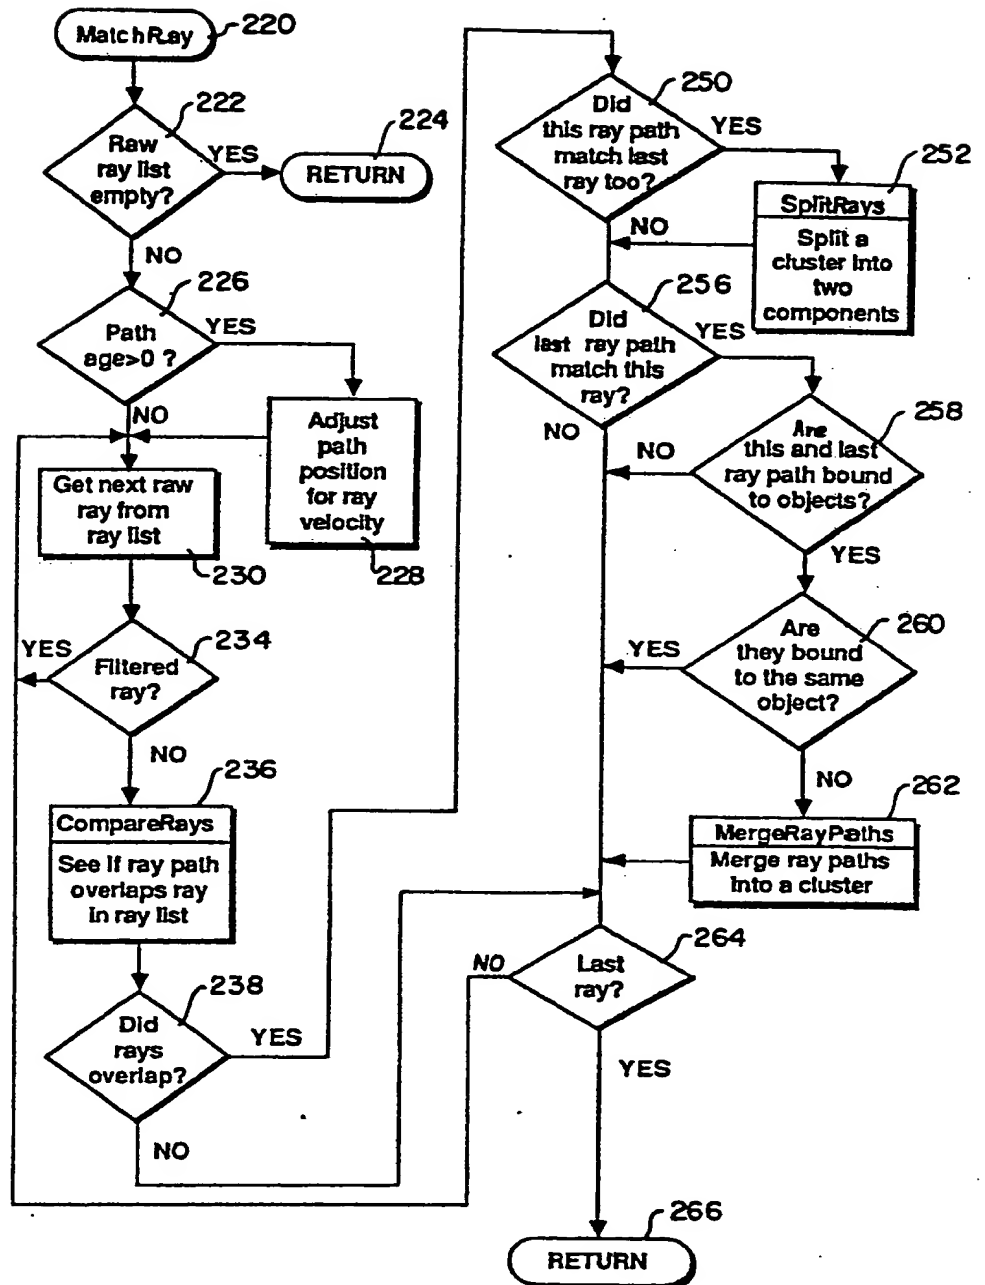 MatchRay
220
222
Raw
ray list
empty?
YES
224
RETURN
NO
226
Path
age>0 ?
YES
NO
Adjust
path
position
for ray
velocity
228
Get next raw
ray from
ray list
230
234
YES
Filtered
ray?
NO
236
CompareRays
See if ray path
overlaps ray
in ray list
238
Did
rays
overlap?
YES
NO
250
Did
this ray path
match last
ray too?
YES
252
SplitRays
Split a
cluster into
two
components
NO
256
Did
last ray path
match this
ray?
YES
NO
258
Are
this and last
ray path bound
to objects?
NO
YES
260
Are
they bound
to the same
object?
YES
NO
262
MergeRayPaths
Merge ray paths
into a cluster
264
Last
ray?
NO
YES
266
RETURN